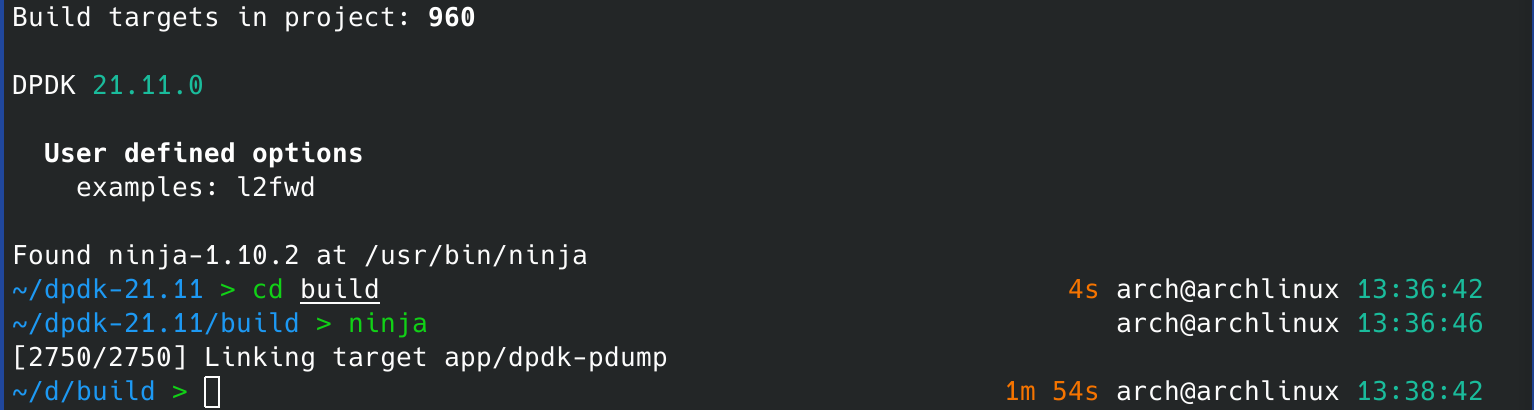 Build targets in project: 960
DPDK 21.11.0
User defined options
examples: l2fwd
Found ninja-1.10.2 at /usr/bin/ninja
~/dpdk-21.11 > cd build 4s arch@archlinux 13:36:42
~/dpdk-21.11/build > ninja arch@archlinux 13:36:46
[2750/2750] Linking target app/dpdk-pdump
~/d/build > 1m 54s arch@archlinux 13:38:42